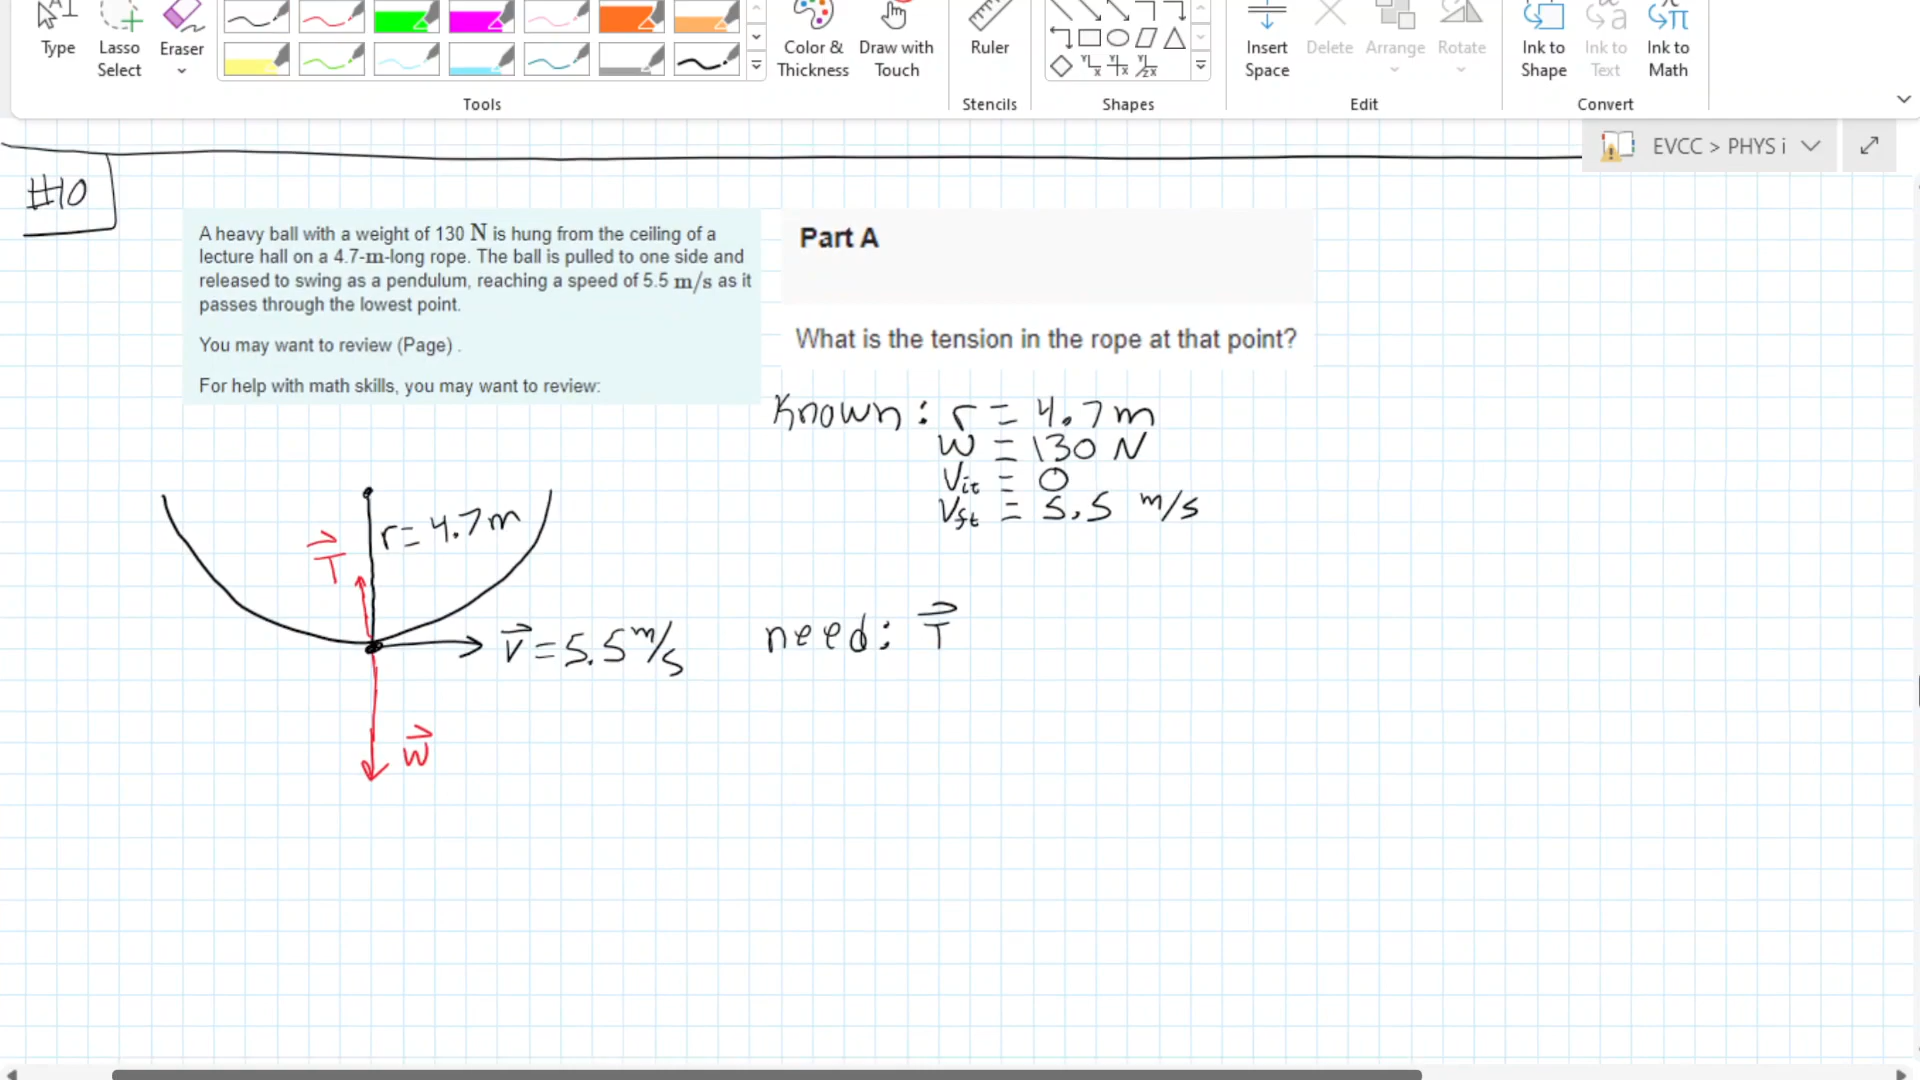 Type
Lasso Select
Eraser
Color & Thickness
Draw with Touch
Ruler
Insert Space
Delete
Arrange
Rotate
Ink to Shape
Ink to Text
Ink to Math
Tools
Stencils
Shapes
Edit
Convert
EVCC > PHYS i
#10
A heavy ball with a weight of 130 N is hung from the ceiling of a
lecture hall on a 4.7-m-long rope. The ball is pulled to one side and
released to swing as a pendulum, reaching a speed of 5.5 m/s as it
passes through the lowest point.
You may want to review (Page) .
For help with math skills, you may want to review:
Part A
What is the tension in the rope at that point?
Known: r = 4.7 m
w = 130 N
Vit = 0
Vft = 5.5 m/s
r = 4.7 m
T
V = 5.5 m/s
w
need: T